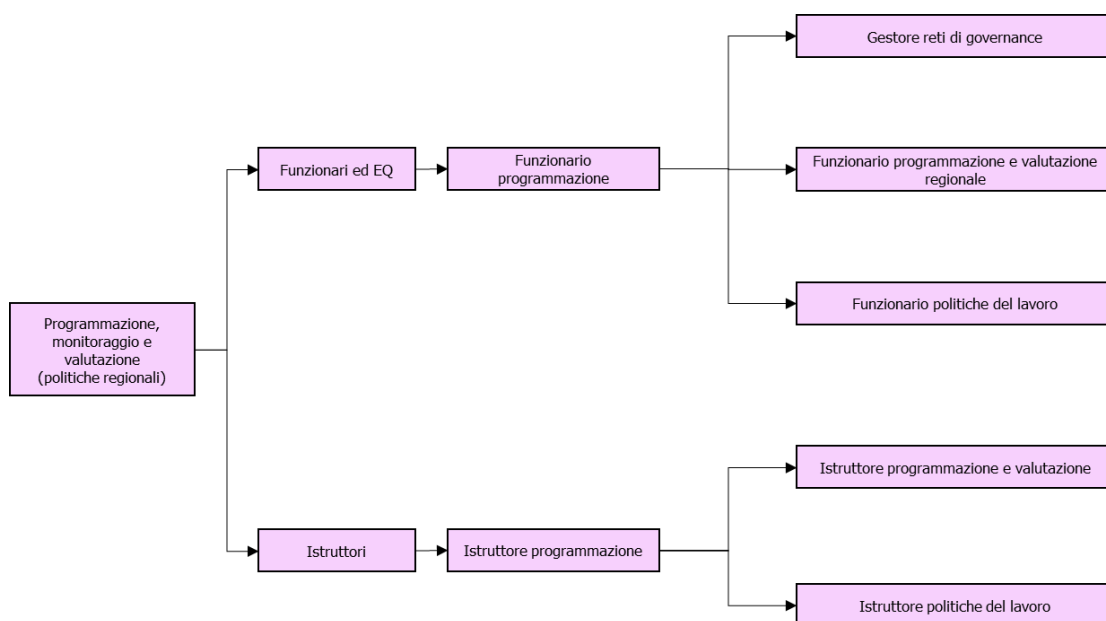 Gestore reti di governance
Funzionari ed EQ
Funzionario
programmazione
Funzionario programmazione e valutazione
regionale
Funzionario politiche del lavoro
Programmazione,
monitoraggio e
valutazione
(politiche regionali)
Istruttore programmazione e valutazione
Istruttori
Istruttore programmazione
Istruttore politiche del lavoro